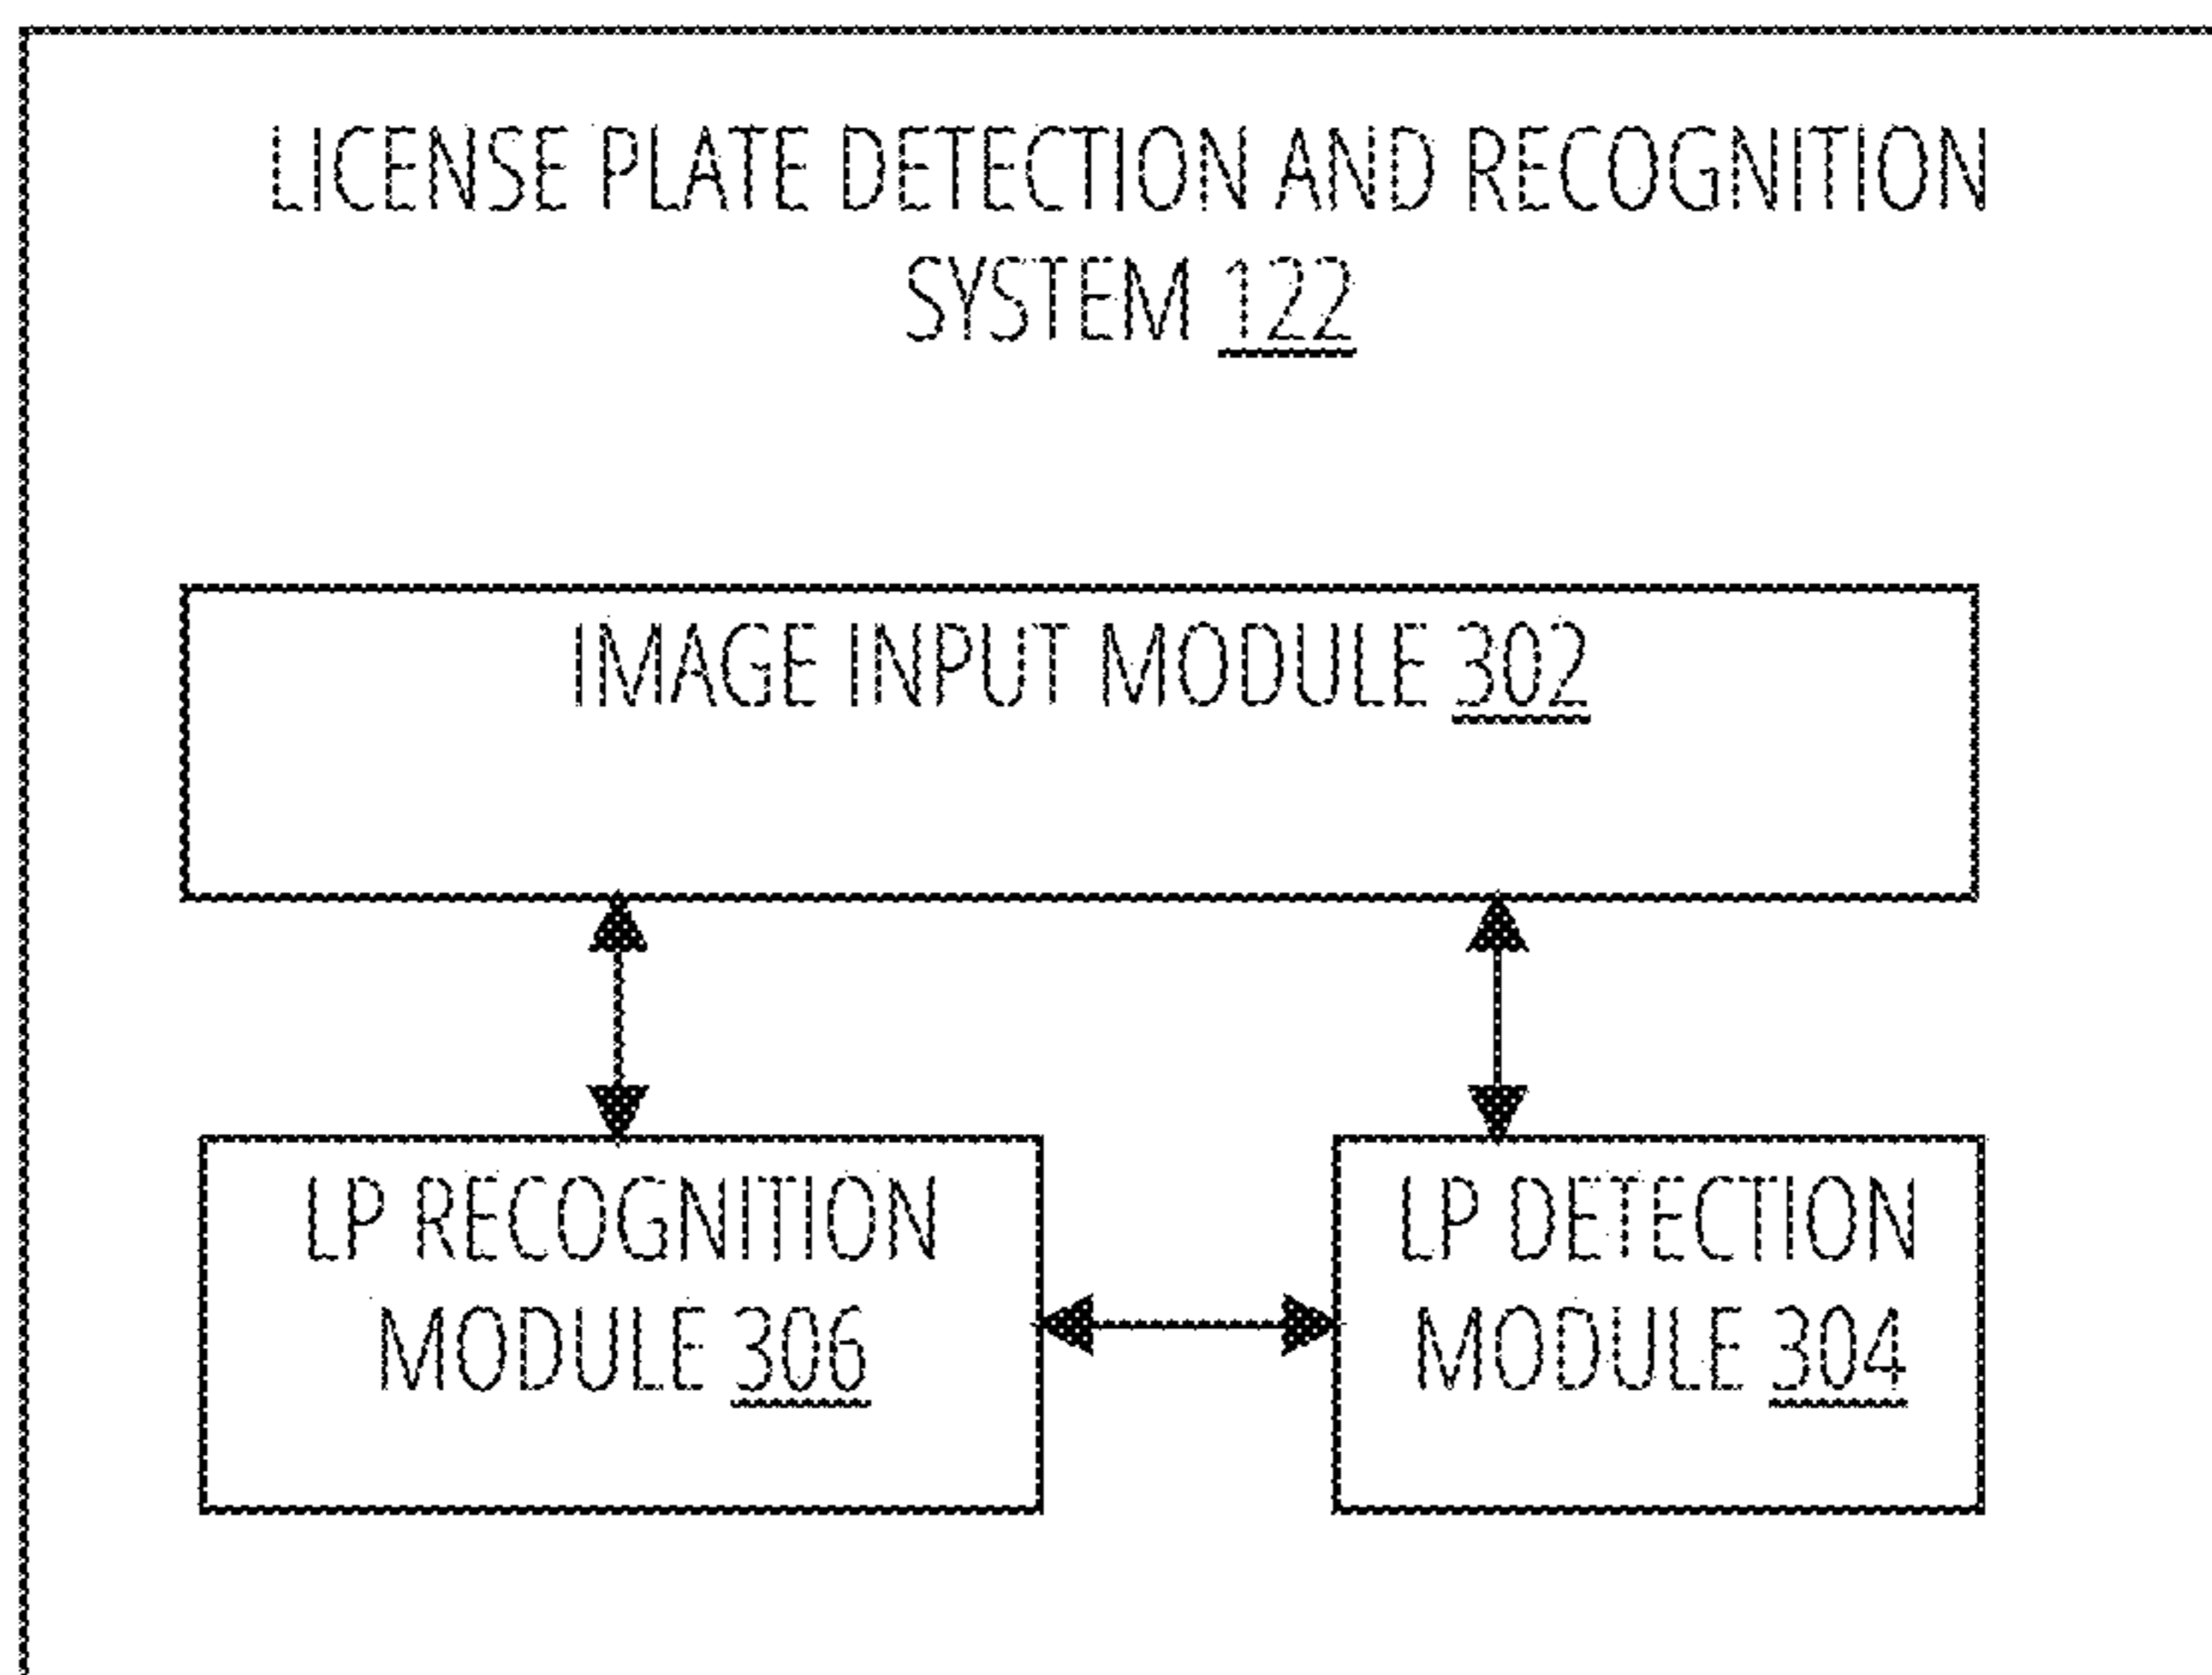 LICENSE PLATE DETECTION AND RECOGNITION
SYSTEM 122
IMAGE INPUT MODULE 302
LP RECOGNITION
MODULE 306
LP DETECTION
MODULE 304